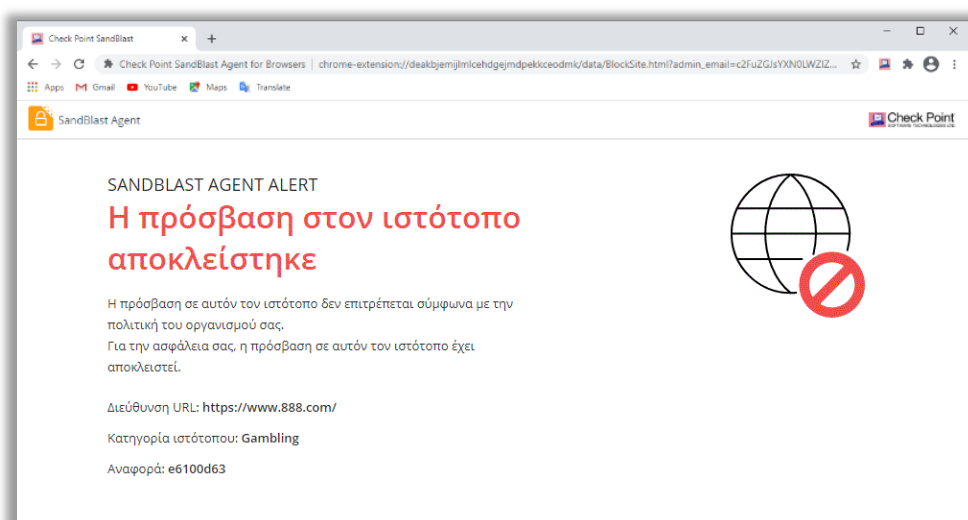 Check Point SandBlast
Check Point SandBlast Agent for Browsers | chrome-extension://deakbjemijlmlcehdgejmdpekkceodmk/data/BlockSite.html?admin_email=c2FuZGJsYXN0LWZIZ...
Apps Gmail YouTube Maps Translate
SandBlast Agent
Check Point
SOFTWARE TECHNOLOGIES LTD.
SANDBLAST AGENT ALERT
Η πρόσβαση στον ιστότοπο
αποκλείστηκε
Η πρόσβαση σε αυτόν τον ιστότοπο δεν επιτρέπεται σύμφωνα με την
πολιτική του οργανισμού σας.
Για την ασφάλεια σας, η πρόσβαση σε αυτόν τον ιστότοπο έχει
αποκλειστεί.
Διεύθυνση URL: https://www.888.com/
Κατηγορία ιστότοπου: Gambling
Αναφορά: e6100d63